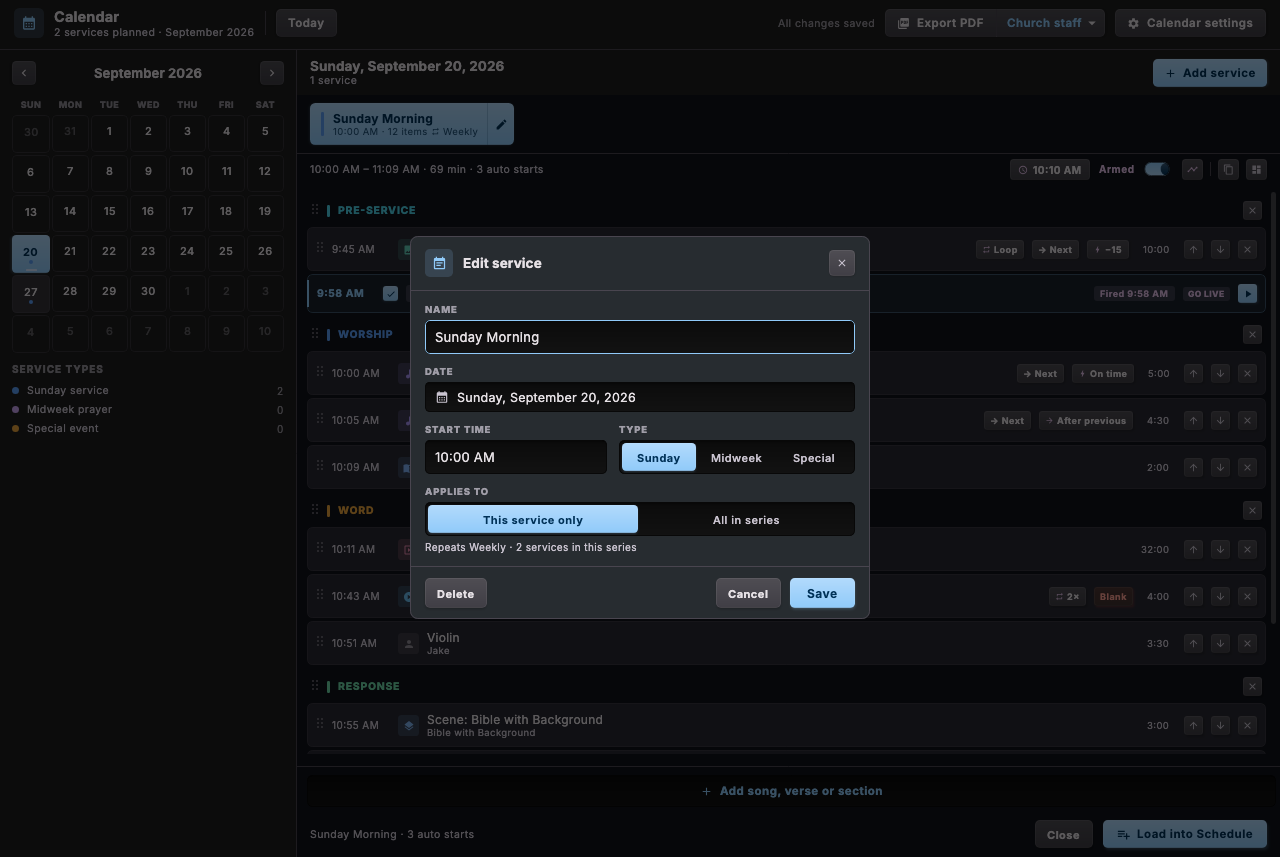 Calendar
2 services planned · September 2026
Today
All changes saved
Export PDF
Church staff
Calendar settings
September 2026
SUN MON TUE WED THU FRI SAT
30 31 1 2 3 4 5
6 7 8 9 10 11 12
13 14 15 16 17 18 19
20 21 22 23 24 25 26
27 28 29 30 1 2 3
4 5 6 7 8 9 10
SERVICE TYPES
Sunday service 2
Midweek prayer 0
Special event 0
Sunday, September 20, 2026
1 service
+ Add service
Sunday Morning
10:00 AM · 12 items Weekly
10:00 AM – 11:09 AM · 69 min · 3 auto starts
10:10 AM
Armed
PRE-SERVICE
9:45 AM Loop → Next −15 10:00
9:58 AM Fired 9:58 AM GO LIVE
WORSHIP
10:00 AM → Next On time 5:00
10:05 AM → Next → After previous 4:30
10:09 AM 2:00
WORD
10:11 AM 32:00
10:43 AM 2× Blank 4:00
10:51 AM Violin 3:30
Jake
RESPONSE
10:55 AM Scene: Bible with Background 3:00
Bible with Background
+ Add song, verse or section
Sunday Morning · 3 auto starts
Close
Load into Schedule
Edit service
NAME
Sunday Morning
DATE
Sunday, September 20, 2026
START TIME
10:00 AM
TYPE
Sunday Midweek Special
APPLIES TO
This service only All in series
Repeats Weekly · 2 services in this series
Delete Cancel Save